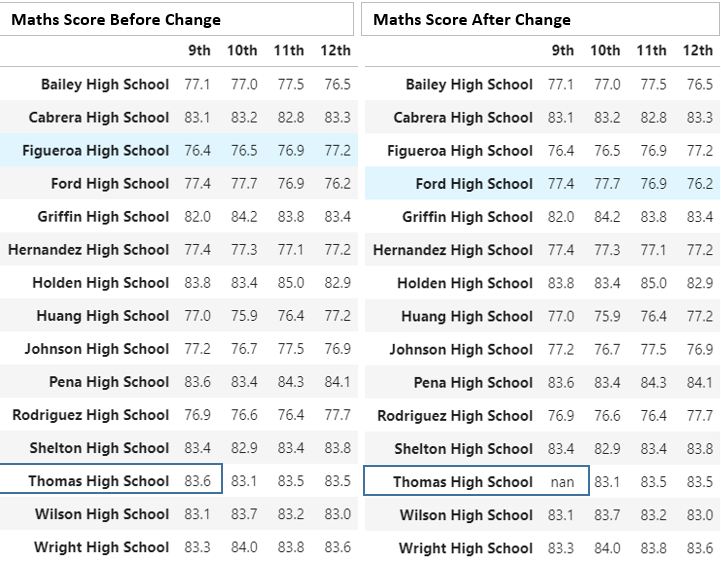 Maths Score Before Change
9th 10th 11th 12th
Bailey High School 77.1 77.0 77.5 76.5
Cabrera High School 83.1 83.2 82.8 83.3
Figueroa High School 76.4 76.5 76.9 77.2
Ford High School 77.4 77.7 76.9 76.2
Griffin High School 82.0 84.2 83.8 83.4
Hernandez High School 77.4 77.3 77.1 77.2
Holden High School 83.8 83.4 85.0 82.9
Huang High School 77.0 75.9 76.4 77.2
Johnson High School 77.2 76.7 77.5 76.9
Pena High School 83.6 83.4 84.3 84.1
Rodriguez High School 76.9 76.6 76.4 77.7
Shelton High School 83.4 82.9 83.4 83.8
Thomas High School 83.6 83.1 83.5 83.5
Wilson High School 83.1 83.7 83.2 83.0
Wright High School 83.3 84.0 83.8 83.6
Maths Score After Change
9th 10th 11th 12th
Bailey High School 77.1 77.0 77.5 76.5
Cabrera High School 83.1 83.2 82.8 83.3
Figueroa High School 76.4 76.5 76.9 77.2
Ford High School 77.4 77.7 76.9 76.2
Griffin High School 82.0 84.2 83.8 83.4
Hernandez High School 77.4 77.3 77.1 77.2
Holden High School 83.8 83.4 85.0 82.9
Huang High School 77.0 75.9 76.4 77.2
Johnson High School 77.2 76.7 77.5 76.9
Pena High School 83.6 83.4 84.3 84.1
Rodriguez High School 76.9 76.6 76.4 77.7
Shelton High School 83.4 82.9 83.4 83.8
Thomas High School nan 83.1 83.5 83.5
Wilson High School 83.1 83.7 83.2 83.0
Wright High School 83.3 84.0 83.8 83.6